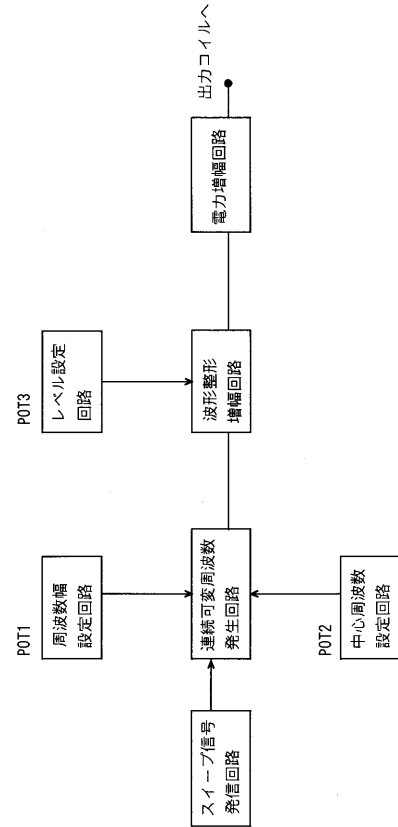 POT1
周波数幅
設定回路
POT3
レベル設定
回路
スイープ信号
発信回路
連続可変周波数
発生回路
波形整形
増幅回路
電力増幅回路
出力コイルへ
POT2
中心周波数
設定回路